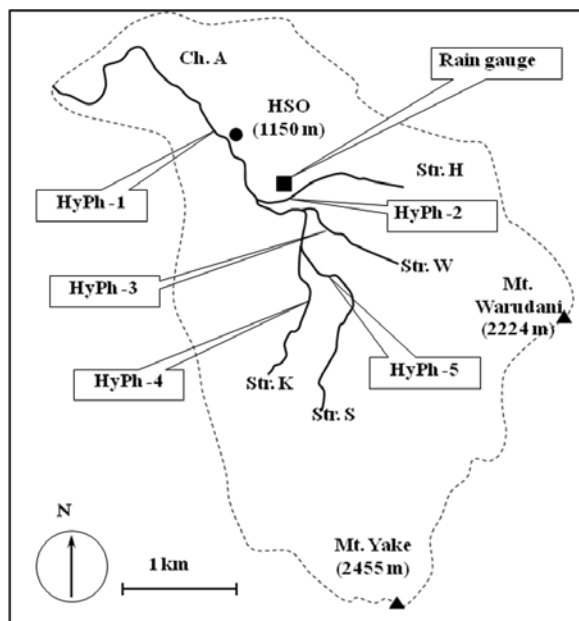 Ch. A
Rain gauge
HSO
(1150 m)
Str. H
HyPh -1
HyPh -2
HyPh -3
Str. W
Mt.
Warudani
(2224 m)
HyPh -4
Str. K
HyPh -5
Str. S
N
1 km
Mt. Yake
(2455 m)